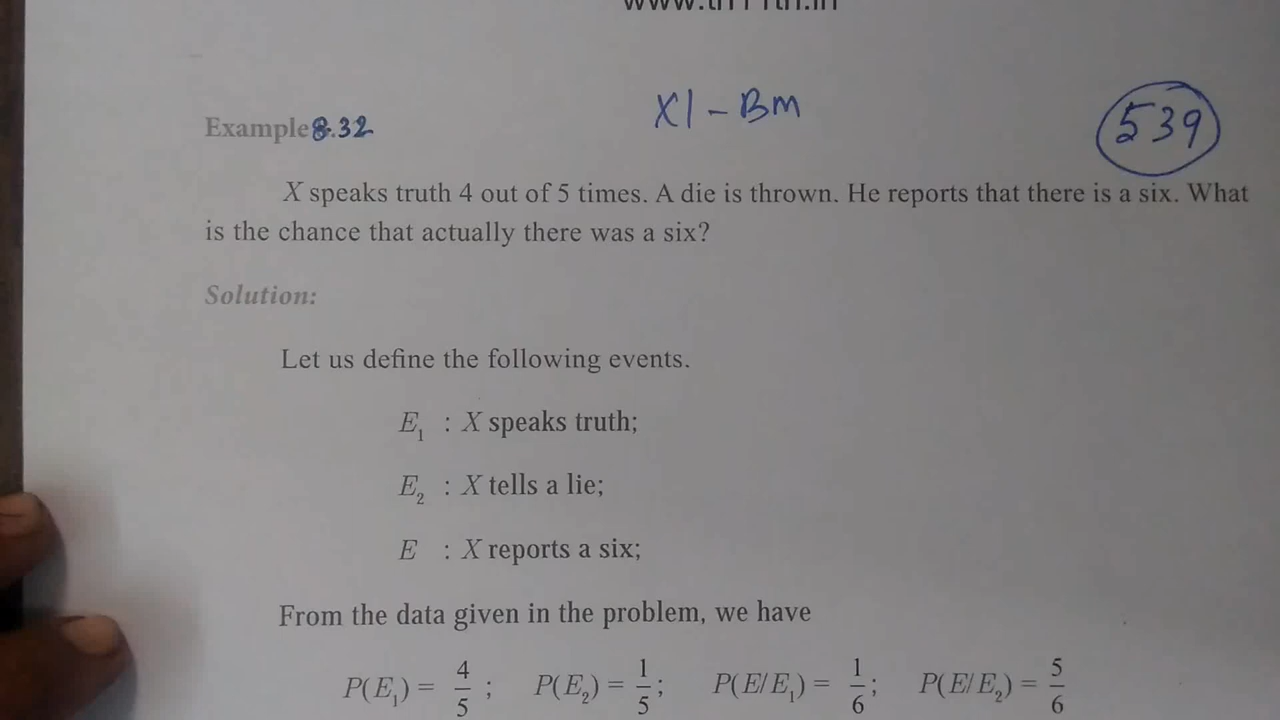 XI - BM
539
Example 8.32
X speaks truth 4 out of 5 times. A die is thrown. He reports that there is a six. What
is the chance that actually there was a six?
Solution:
Let us define the following events.
E₁ : X speaks truth;
E₂ : X tells a lie;
E : X reports a six;
From the data given in the problem, we have
P(E₁) = 4/5 ; P(E₂) = 1/5; P(E/E₁) = 1/6; P(E/E₂) = 5/6